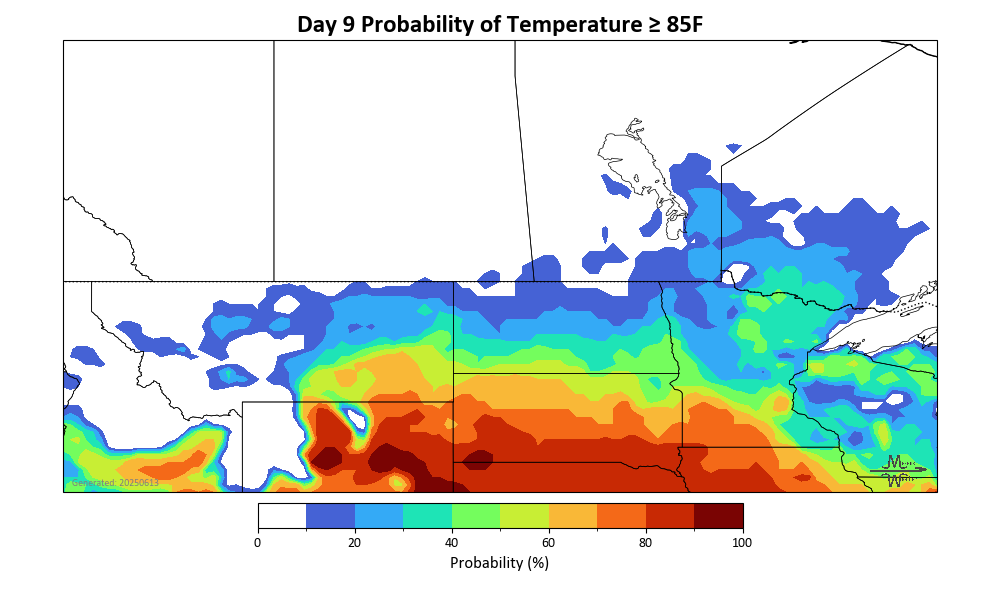 Day 9 Probability of Temperature ≥ 85F
Generated: 20250613
0 20 40 60 80 100
Probability (%)